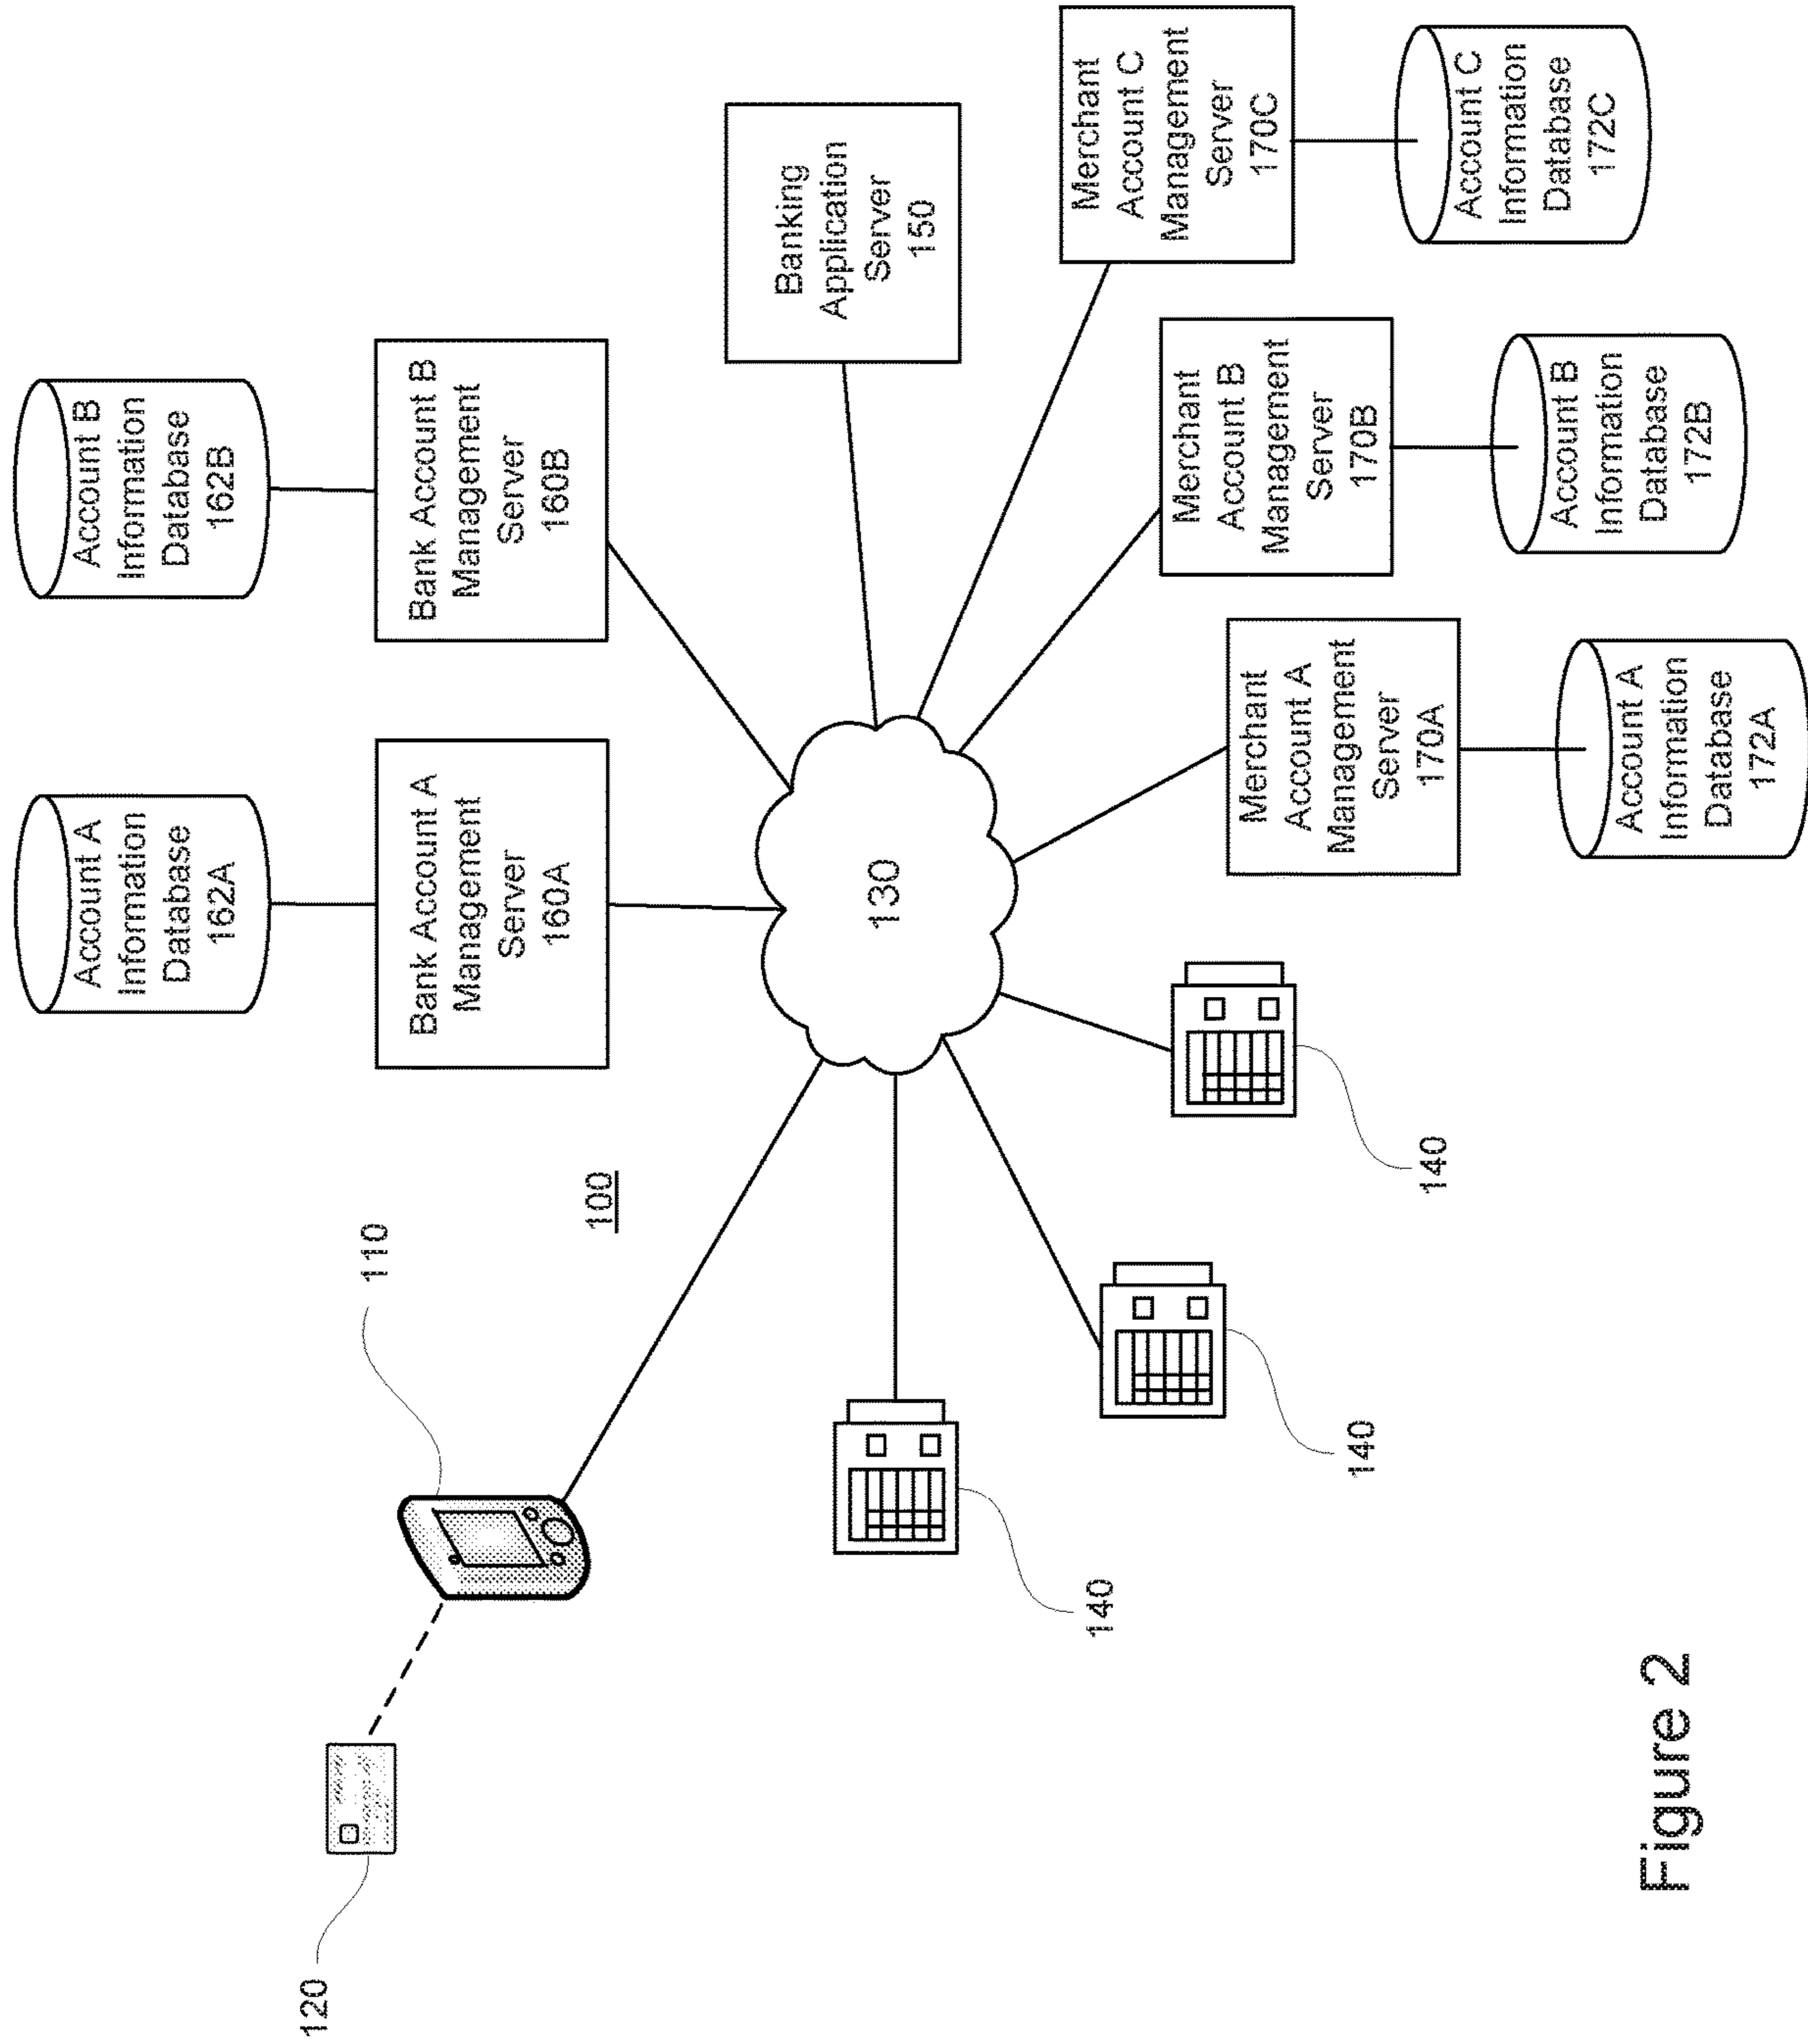 Account A
Information
Database
162A
Account B
Information
Database
162B
Bank Account A
Management
Server
160A
Bank Account B
Management
Server
160B
120
110
100
130
Banking
Application
Server
150
140
140
140
Merchant
Account A
Management
Server
170A
Merchant
Account B
Management
Server
170B
Merchant
Account C
Management
Server
170C
Account A
Information
Database
172A
Account B
Information
Database
172B
Account C
Information
Database
172C
Figure 2